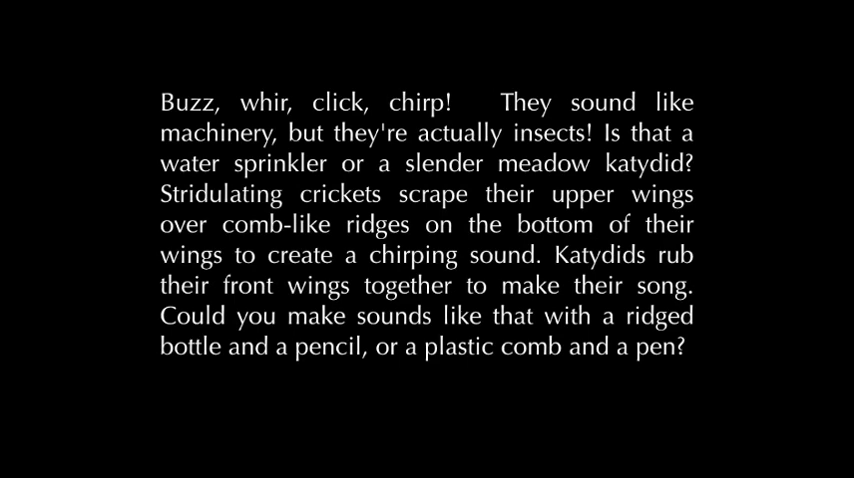 Buzz, whir, click, chirp! They sound like
machinery, but they're actually insects! Is that a
water sprinkler or a slender meadow katydid?
Stridulating crickets scrape their upper wings
over comb-like ridges on the bottom of their
wings to create a chirping sound. Katydids rub
their front wings together to make their song.
Could you make sounds like that with a ridged
bottle and a pencil, or a plastic comb and a pen?